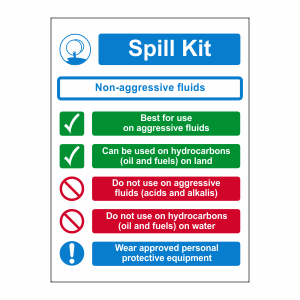 Spill Kit
Non-aggressive fluids
Best for use
on aggressive fluids
Can be used on hydrocarbons
(oil and fuels) on land
Do not use on aggressive
fluids (acids and alkalis)
Do not use on hydrocarbons
(oil and fuels) on water
Wear approved personal
protective equipment